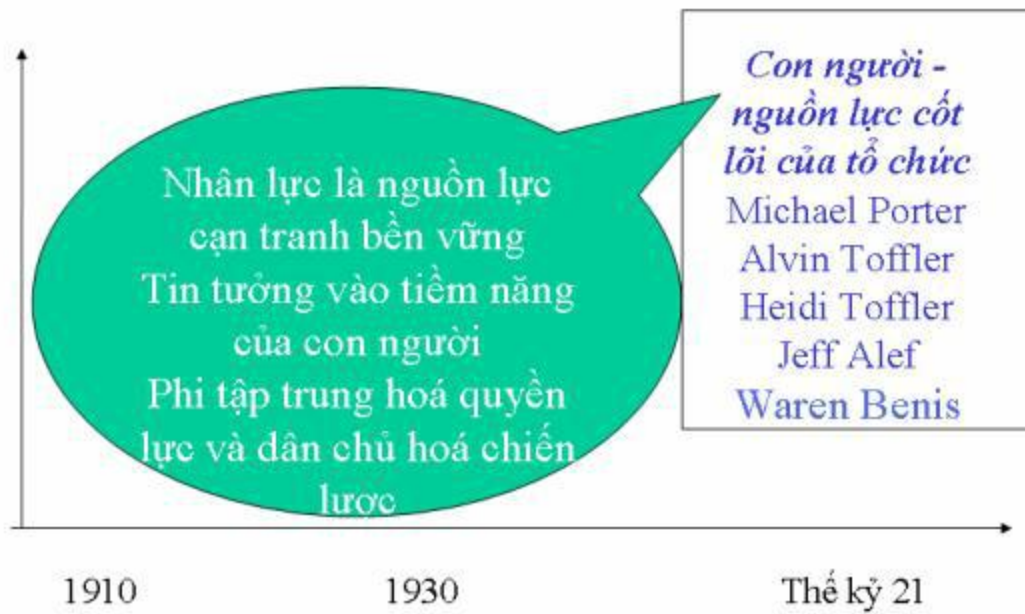 Con người -
nguồn lực cốt
lõi của tổ chức
Michael Porter
Alvin Toffler
Heidi Toffler
Jeff Alef
Waren Benis
Nhân lực là nguồn lực
cạn tranh bền vững
Tin tưởng vào tiềm năng
của con người
Phi tập trung hoá quyền
lực và dân chủ hoá chiến
lược
1910
1930
Thế kỷ 21